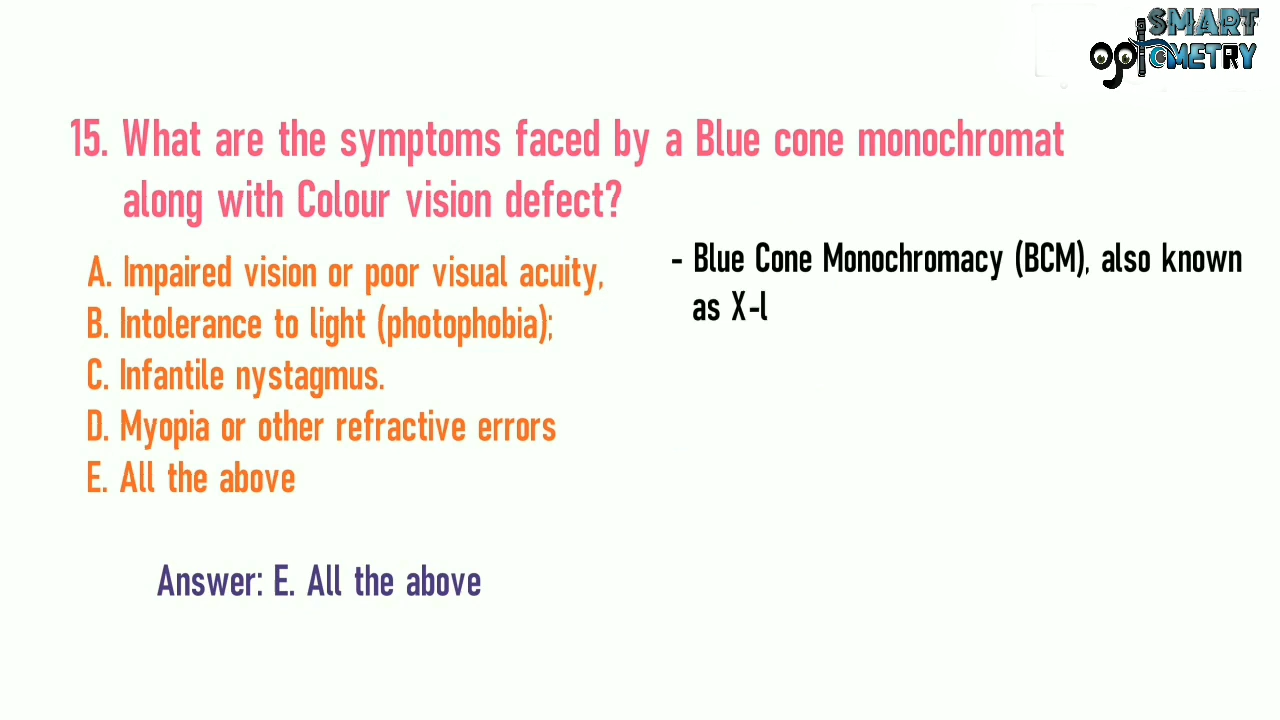 SMART
OPTOMETRY
15. What are the symptoms faced by a Blue cone monochromat
along with Colour vision defect?
A. Impaired vision or poor visual acuity,
B. Intolerance to light (photophobia);
C. Infantile nystagmus.
D. Myopia or other refractive errors
E. All the above
- Blue Cone Monochromacy (BCM), also known
as X-l
Answer: E. All the above